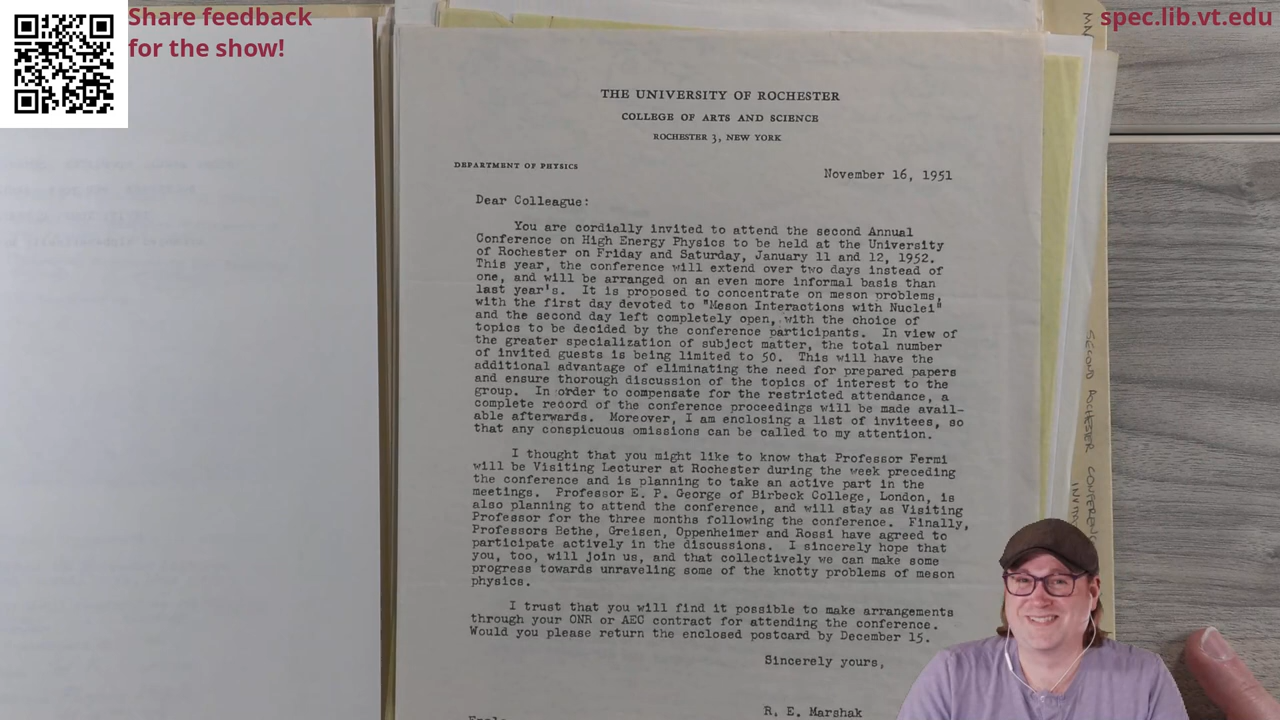 Share feedback
for the show!
spec.lib.vt.edu
THE UNIVERSITY OF ROCHESTER
COLLEGE OF ARTS AND SCIENCE
ROCHESTER 3, NEW YORK
DEPARTMENT OF PHYSICS
November 16, 1951
Dear Colleague:
You are cordially invited to attend the second Annual
Conference on High Energy Physics to be held at the University
of Rochester on Friday and Saturday, January 11 and 12, 1952.
This year, the conference will extend over two days instead of
one, and will be arranged on an even more informal basis than
last year's. It is proposed to concentrate on meson problems,
with the first day devoted to "Meson Interactions with Nuclei"
and the second day left completely open, with the choice of
topics to be decided by the conference participants. In view of
the greater specialization of subject matter, the total number
of invited guests is being limited to 50. This will have the
additional advantage of eliminating the need for prepared papers
and ensure thorough discussion of the topics of interest to the
group. In order to compensate for the restricted attendance, a
complete record of the conference proceedings will be made avail-
able afterwards. Moreover, I am enclosing a list of invitees, so
that any conspicuous omissions can be called to my attention.
I thought that you might like to know that Professor Fermi
will be Visiting Lecturer at Rochester during the week preceding
the conference and is planning to take an active part in the
meetings. Professor E. P. George of Birbeck College, London, is
also planning to attend the conference, and will stay as Visiting
Professor for the three months following the conference. Finally,
Professors Bethe, Greisen, Oppenheimer and Rossi have agreed to
participate actively in the discussions. I sincerely hope that
you, too, will join us, and that collectively we can make some
progress towards unraveling some of the knotty problems of meson
physics.
I trust that you will find it possible to make arrangements
through your ONR or AEC contract for attending the conference.
Would you please return the enclosed postcard by December 15.
Sincerely yours,
R. E. Marshak
SECOND ROCHESTER CONFERENC